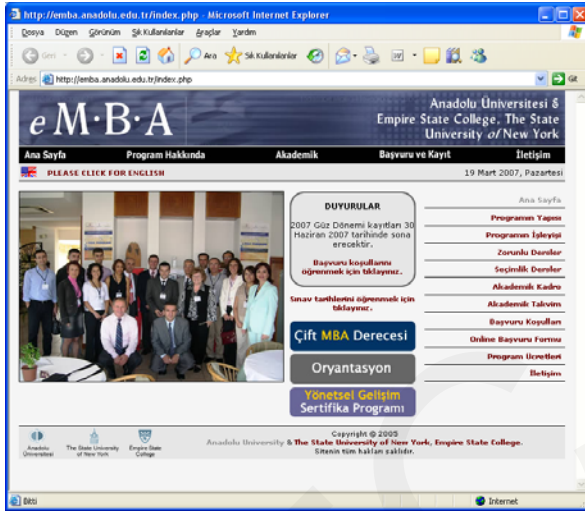 http://emba.anadolu.edu.tr/index.php - Microsoft Internet Explorer
Dosya Düzen Görünüm Sık Kullanılanlar Araçlar Yardım
Geri Ara Sık Kullanılanlar
Adres http://emba.anadolu.edu.tr/index.php Git
e M·B·A
Anadolu Üniversitesi &
Empire State College, The State
University of New York
Ana Sayfa Program Hakkında Akademik Başvuru ve Kayıt İletişim
PLEASE CLICK FOR ENGLISH 19 Mart 2007, Pazartesi
DUYURULAR
2007 Güz Dönemi kayıtları 30
Haziran 2007 tarihinde sona
erecektir.
Başvuru koşullarını
öğrenmek için tıklayınız.
Sınav tarihlerini öğrenmek için
tıklayınız.
Çift MBA Derecesi
Oryantasyon
Yönetsel Gelişim
Sertifika Programı
Ana Sayfa
Programın Yapısı
Programın İşleyişi
Zorunlu Dersler
Seçimlik Dersler
Akademik Kadro
Akademik Takvim
Başvuru Koşulları
Online Başvuru Formu
Program Ücretleri
İletişim
Anadolu
Üniversitesi
The State University
of New York
Empire State
College
Copyright © 2005
Anadolu University & The State University of New York, Empire State College.
Sitenin tüm hakları saklıdır.
Bitti Internet